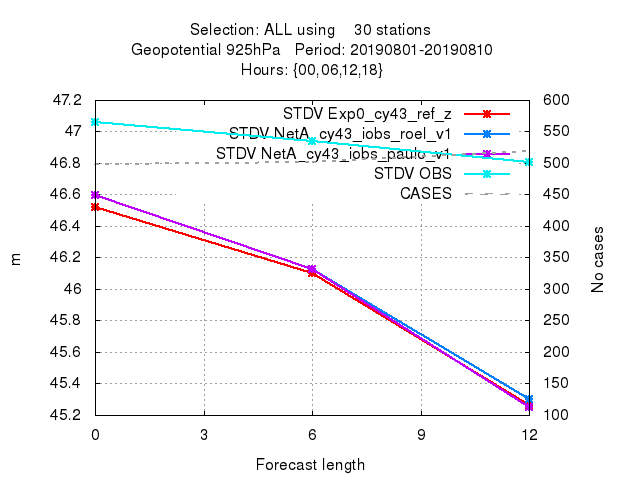 Selection: ALL using    30 stations
Geopotential 925hPa   Period: 20190801-20190810
Hours: {00,06,12,18}
STDV Exp0_cy43_ref_z
STDV NetA_cy43_iobs_roel_v1
STDV NetA_cy43_iobs_paulo_v1
STDV OBS
CASES
47.2
47
46.8
46.6
46.4
46.2
46
45.8
45.6
45.4
45.2
600
550
500
450
400
350
300
250
200
150
100
m
No cases
0 3 6 9 12
Forecast length